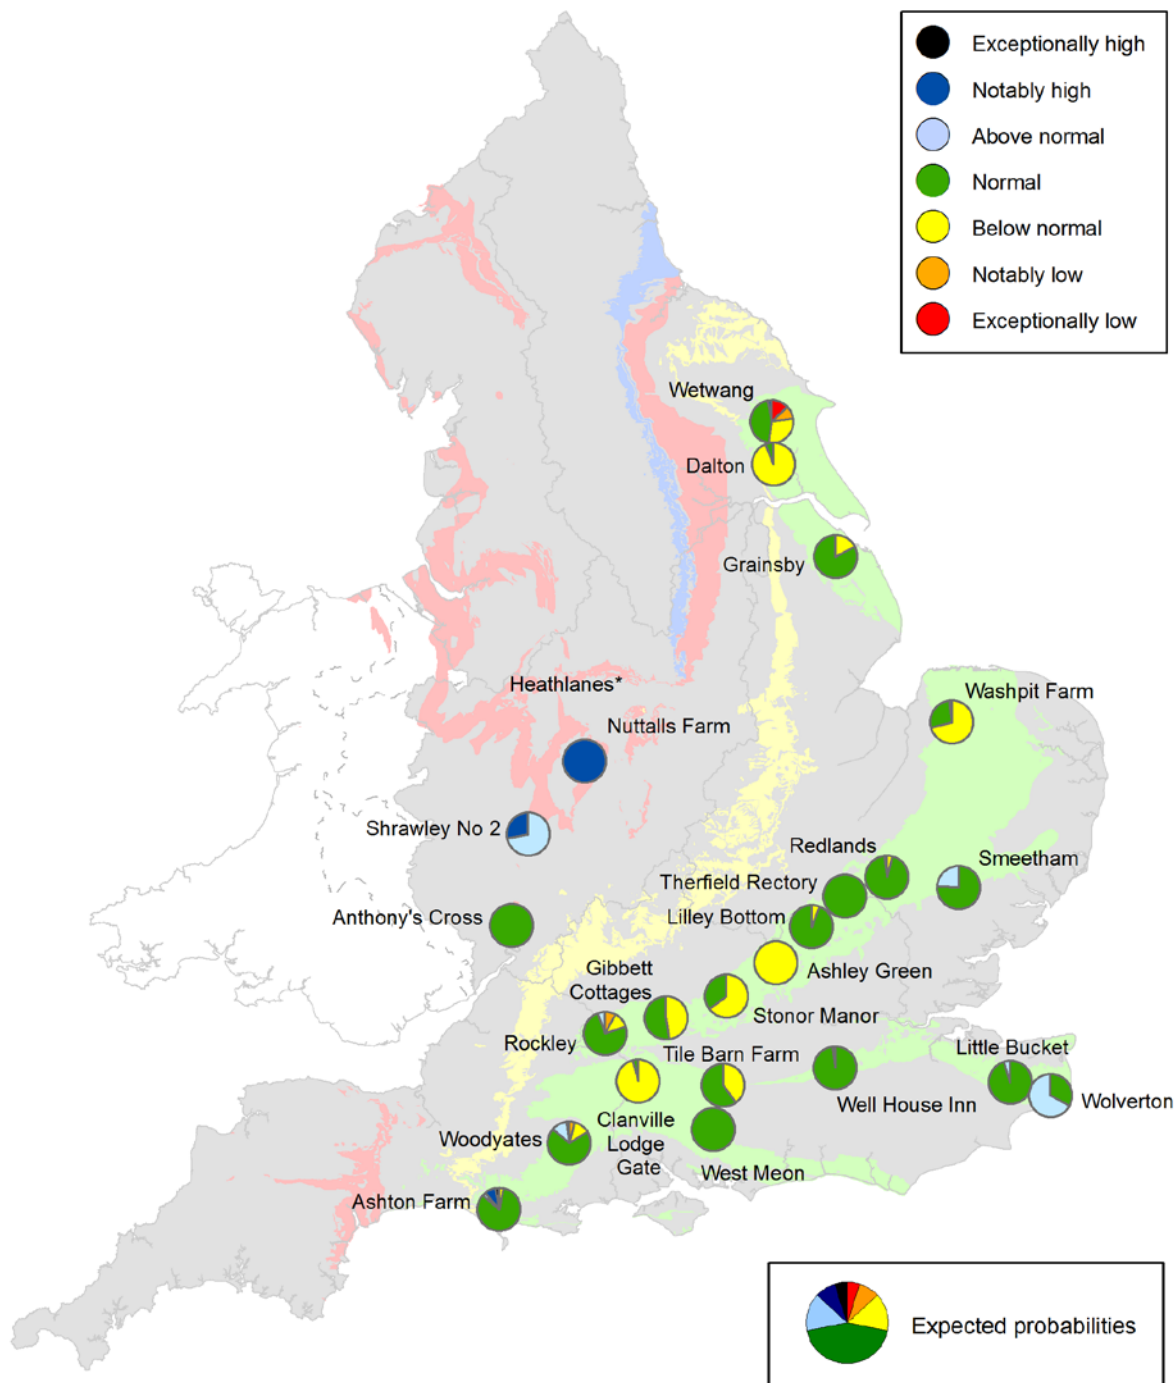 Exceptionally high
Notably high
Above normal
Normal
Below normal
Notably low
Exceptionally low
Wetwang
Dalton
Grainsby
Heathlanes*
Washpit Farm
Nuttalls Farm
Shrawley No 2
Redlands
Smeetham
Therfield Rectory
Anthony's Cross
Lilley Bottom
Gibbett
Cottages
Ashley Green
Stonor Manor
Rockley
Tile Barn Farm
Little Bucket
Well House Inn
Wolverton
Clanville
Lodge
Gate
Woodyates
West Meon
Ashton Farm
Expected probabilities